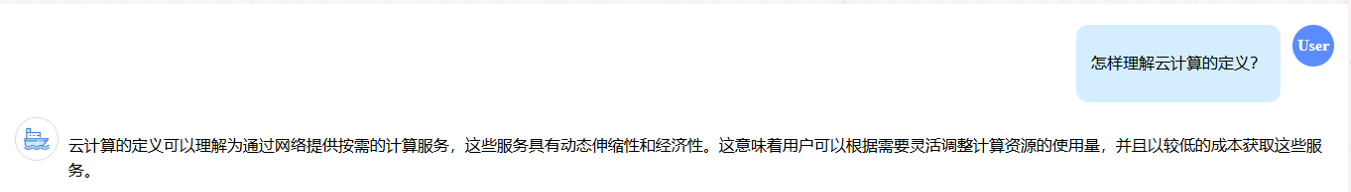 User
怎样理解云计算的定义?
云计算的定义可以理解为通过网络提供按需的计算服务，这些服务具有动态伸缩性和经济性。这意味着用户可以根据需要灵活调整计算资源的使用量，并且以较低的成本获取这些服
务。